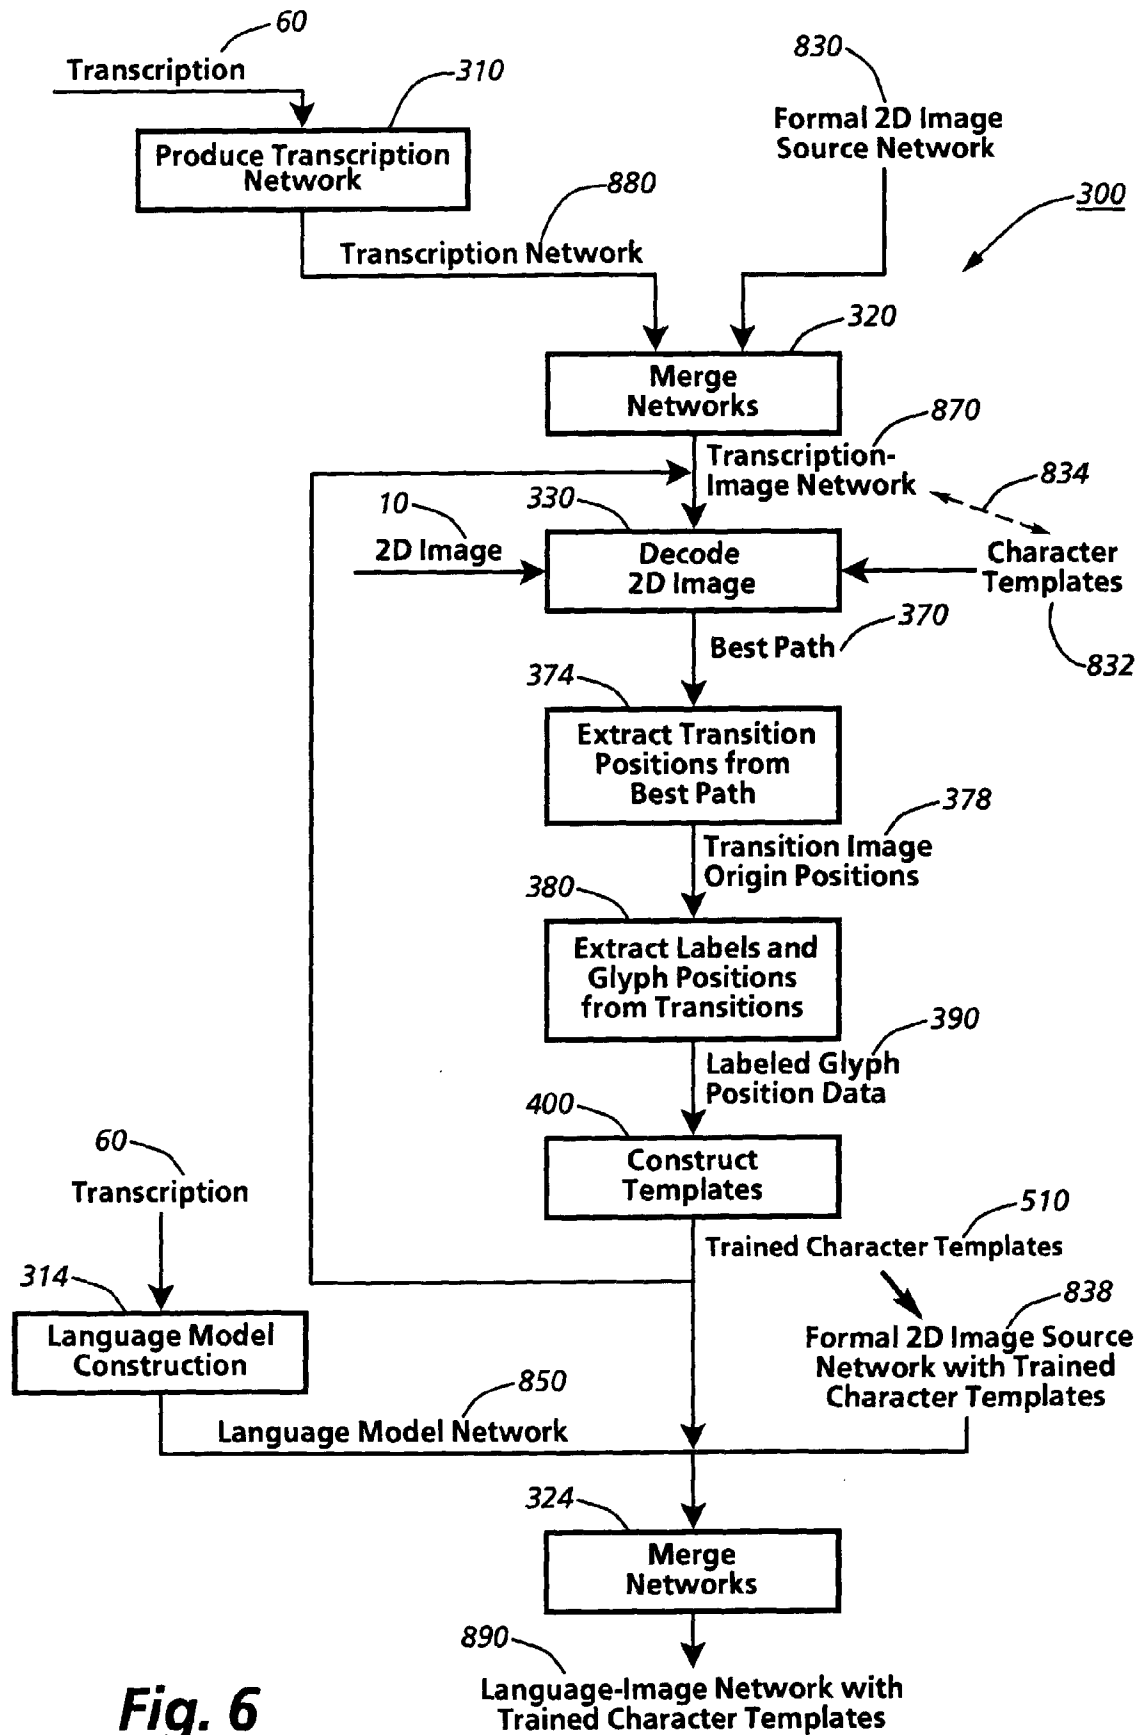 60
Transcription
310
Produce Transcription
Network
830
Formal 2D Image
Source Network
880
Transcription Network
300
320
Merge
Networks
870
Transcription-
Image Network
834
10
2D Image
330
Decode
2D Image
Character
Templates
832
370
Best Path
374
Extract Transition
Positions from
Best Path
378
Transition Image
Origin Positions
380
Extract Labels and
Glyph Positions
from Transitions
390
Labeled Glyph
Position Data
400
Construct
Templates
60
Transcription
510
Trained Character Templates
314
Language Model
Construction
838
Formal 2D Image Source
Network with Trained
Character Templates
850
Language Model Network
324
Merge
Networks
890
Language-Image Network with
Trained Character Templates
Fig. 6